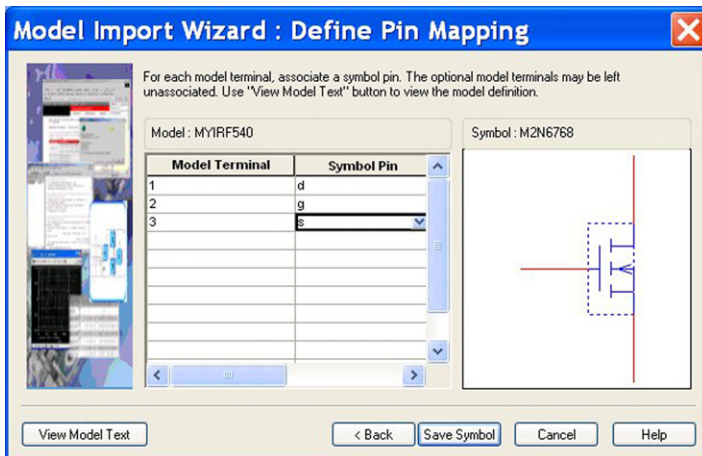 Model Import Wizard : Define Pin Mapping
For each model terminal, associate a symbol pin. The optional model terminals may be left
unassociated. Use "View Model Text" button to view the model definition.
Model : MYIRF540
Symbol : M2N6768
Model Terminal Symbol Pin
1 d
2 g
3 s
View Model Text
< Back
Save Symbol
Cancel
Help